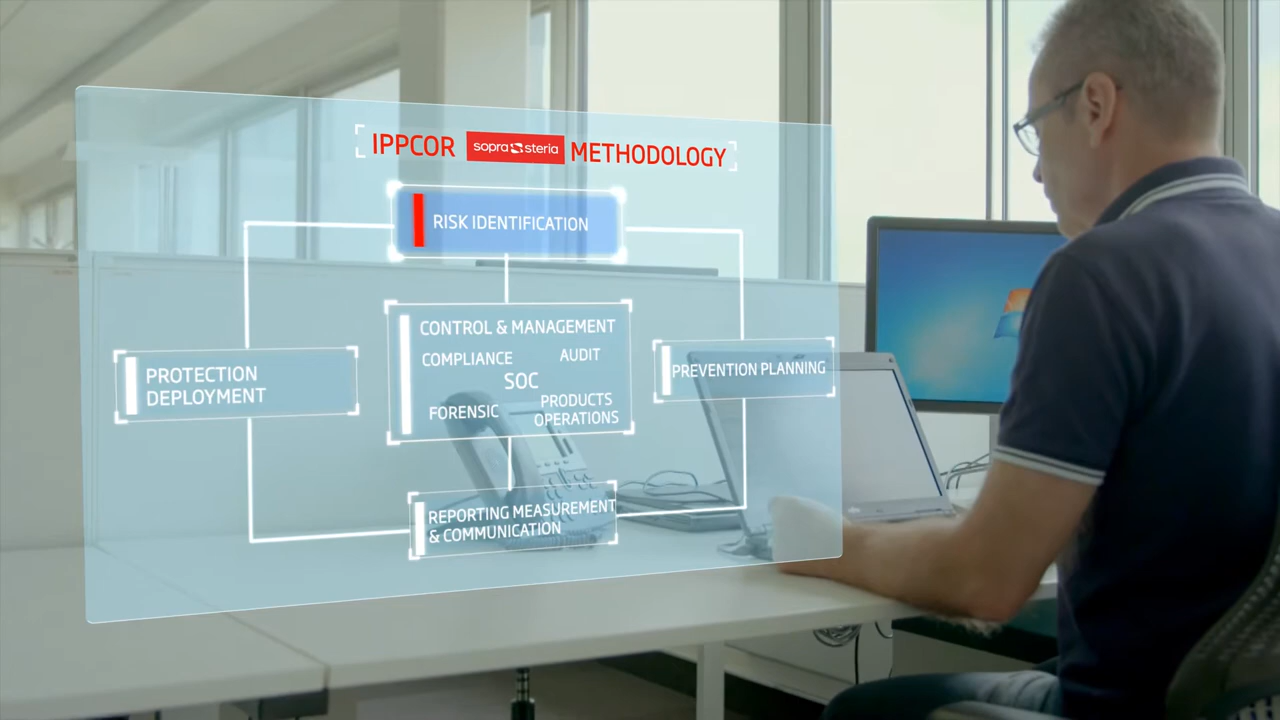 IPPCOR sopra steria METHODOLOGY
RISK IDENTIFICATION
CONTROL & MANAGEMENT
COMPLIANCE AUDIT
SOC
FORENSIC PRODUCTS
OPERATIONS
PROTECTION
DEPLOYMENT
PREVENTION PLANNING
REPORTING MEASUREMENT
& COMMUNICATION